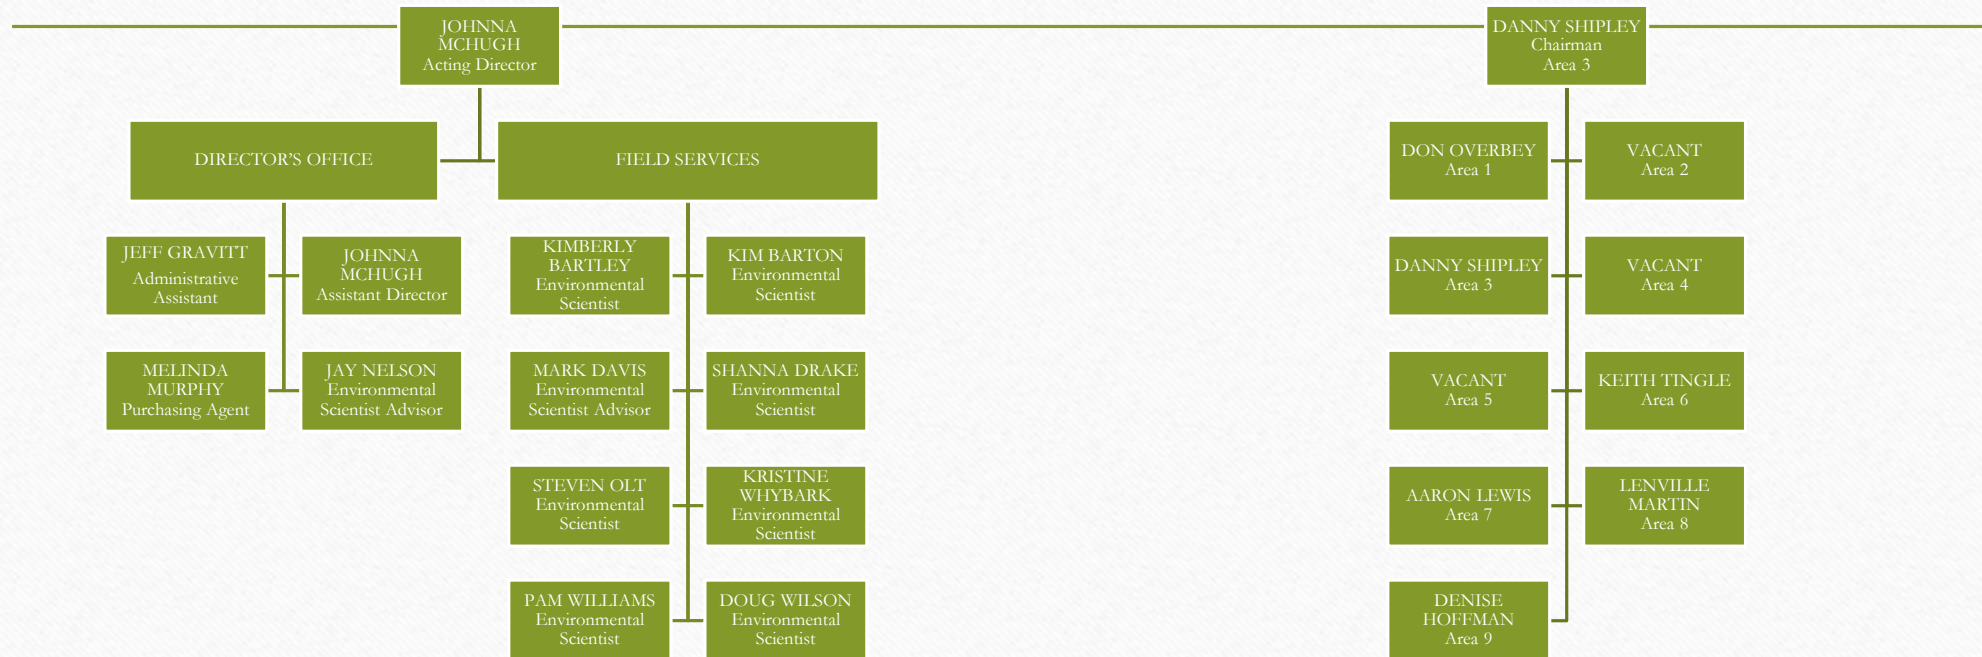 JOHNNA
MCHUGH
Acting Director
DIRECTOR'S OFFICE
FIELD SERVICES
JEFF GRAVITT
Administrative
Assistant
JOHNNA
MCHUGH
Assistant Director
MELINDA
MURPHY
Purchasing Agent
JAY NELSON
Environmental
Scientist Advisor
KIMBERLY
BARTLEY
Environmental
Scientist
KIM BARTON
Environmental
Scientist
MARK DAVIS
Environmental
Scientist Advisor
SHANNA DRAKE
Environmental
Scientist
STEVEN OLT
Environmental
Scientist
KRISTINE
WHYBARK
Environmental
Scientist
PAM WILLIAMS
Environmental
Scientist
DOUG WILSON
Environmental
Scientist
DANNY SHIPLEY
Chairman
Area 3
DON OVERBEY
Area 1
VACANT
Area 2
DANNY SHIPLEY
Area 3
VACANT
Area 4
VACANT
Area 5
KEITH TINGLE
Area 6
AARON LEWIS
Area 7
LENVILLE
MARTIN
Area 8
DENISE
HOFFMAN
Area 9